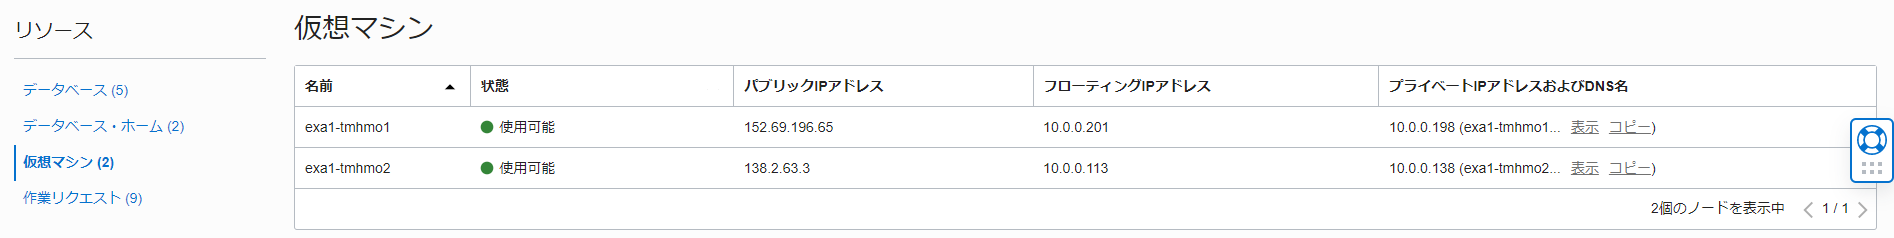 リソース
データベース (5)
データベース・ホーム (2)
仮想マシン (2)
作業リクエスト (9)
仮想マシン
名前 状態 パブリックIPアドレス フローティングIPアドレス プライベートIPアドレスおよびDNS名
exa1-tmhmo1 使用可能 152.69.196.65 10.0.0.201 10.0.0.198 (exa1-tmhmo1... 表示 コピー)
exa1-tmhmo2 使用可能 138.2.63.3 10.0.0.113 10.0.0.138 (exa1-tmhmo2... 表示 コピー)
2個のノードを表示中 1 / 1